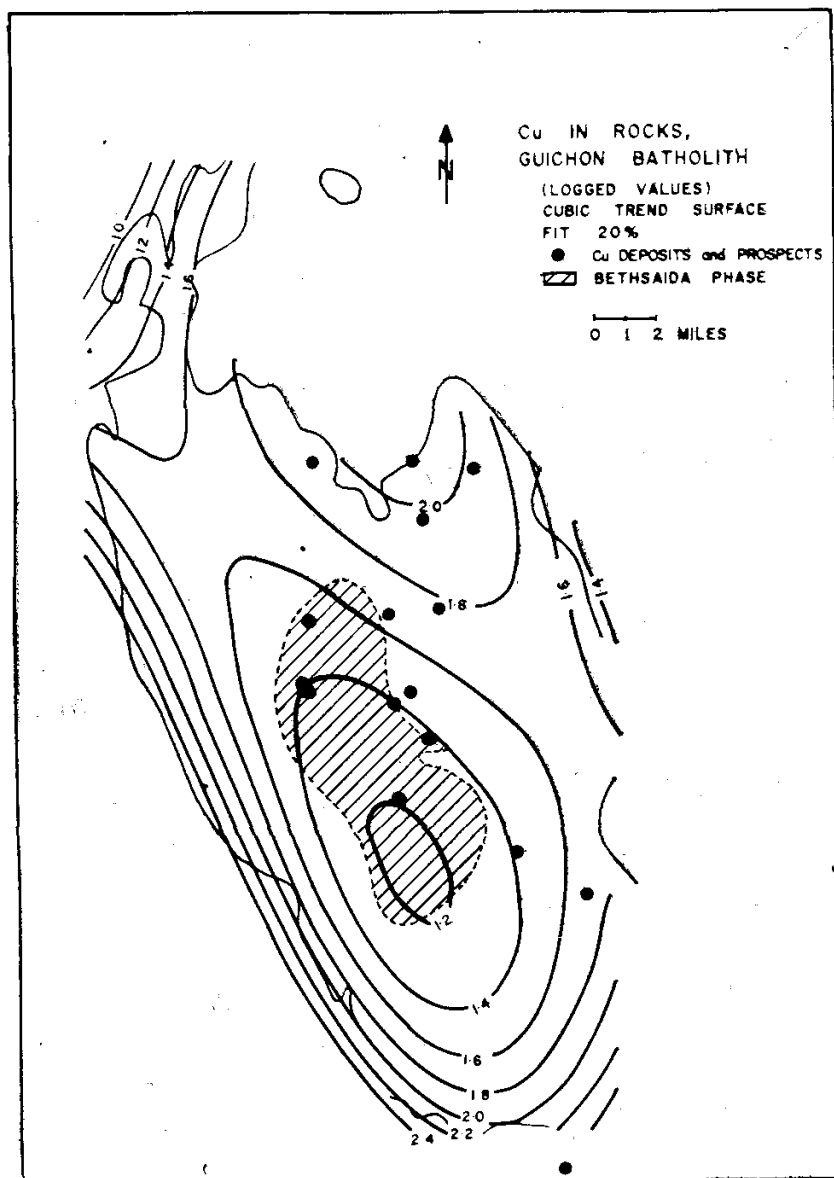 Cu IN ROCKS,
GUICHON BATHOLITH
(LOGGED VALUES)
CUBIC TREND SURFACE
FIT 20%
Cu DEPOSITS and PROSPECTS
BETHSAIDA PHASE
0 1 2 MILES
N
1.0
1.2
1.4
1.6
2.0
1.8
1.6
1.4
1.2
1.4
1.6
1.8
2.0
2.2
2.4